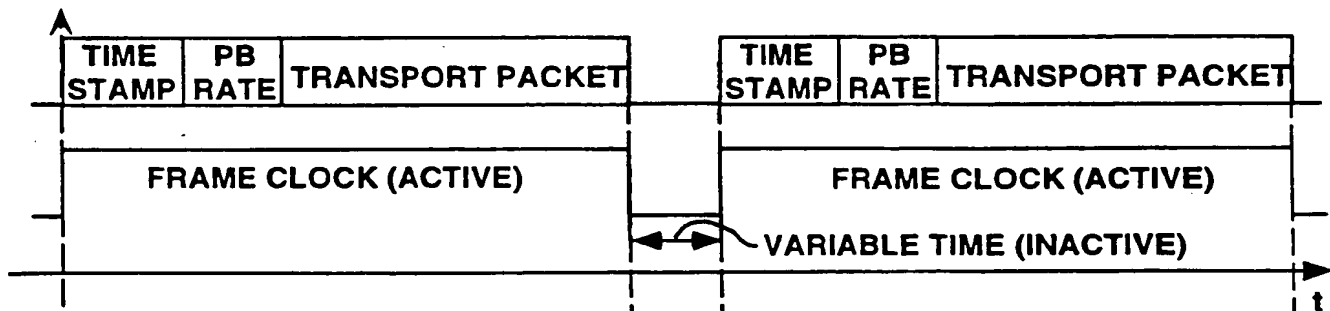 TIME STAMP
PB RATE
TRANSPORT PACKET
TIME STAMP
PB RATE
TRANSPORT PACKET
FRAME CLOCK (ACTIVE)
FRAME CLOCK (ACTIVE)
VARIABLE TIME (INACTIVE)
t